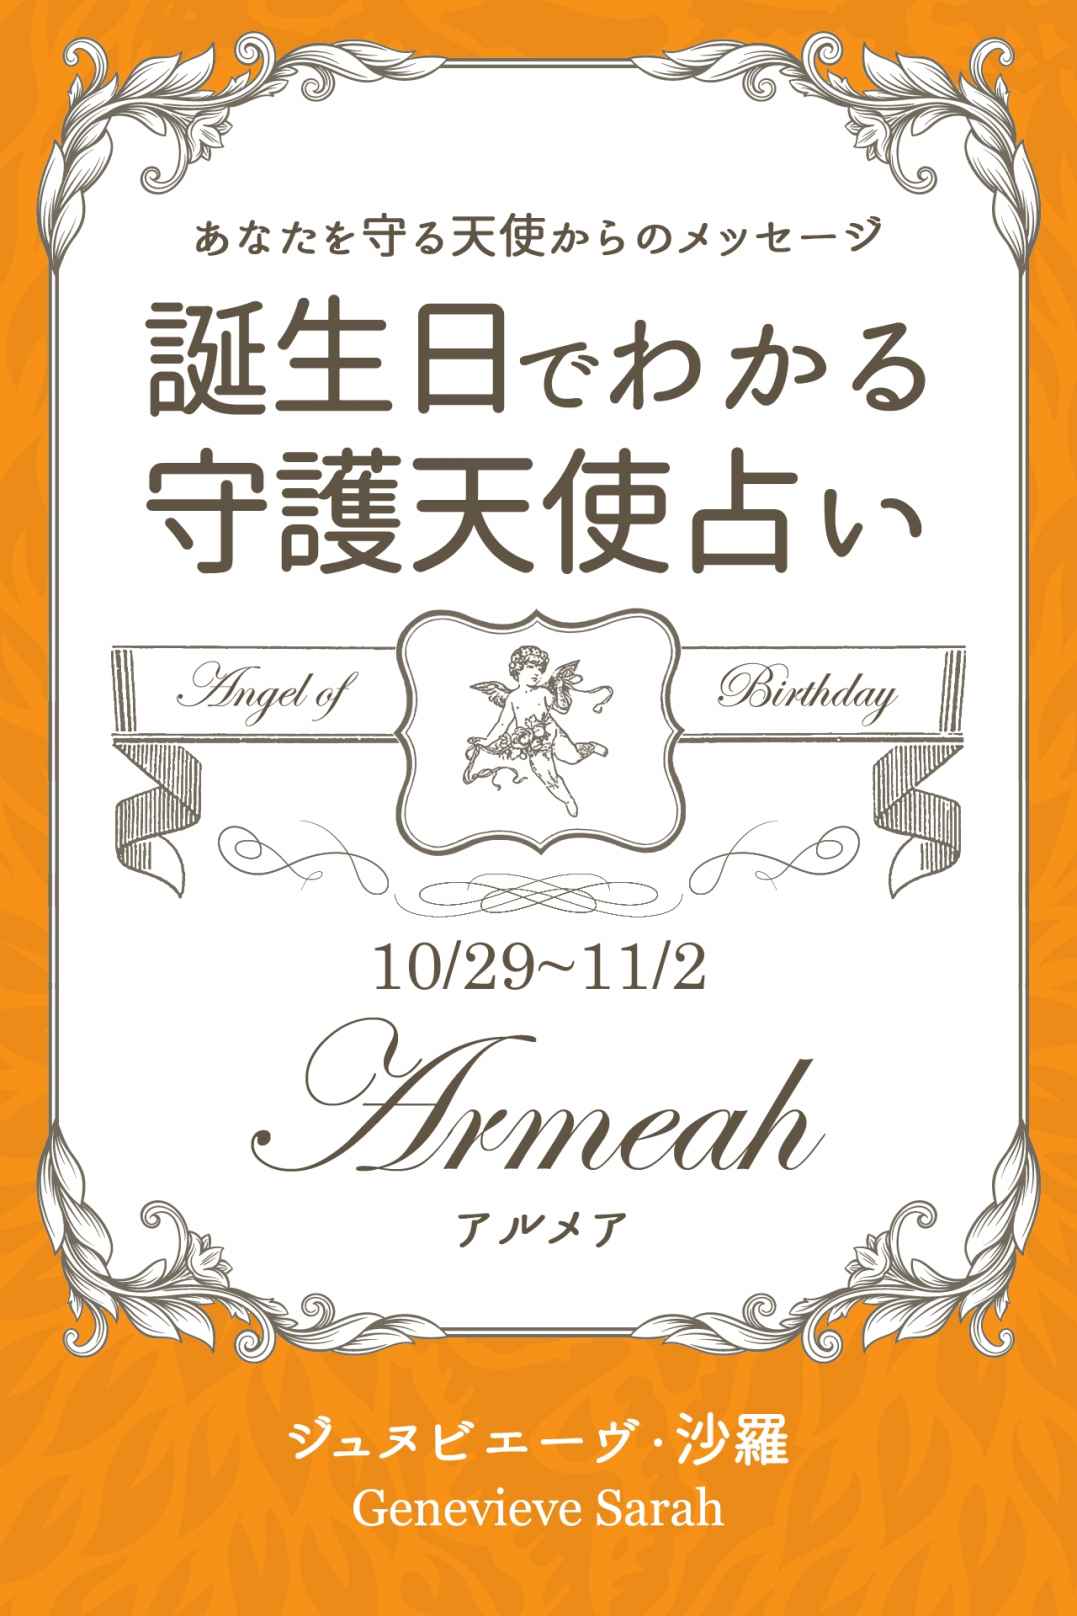 あなたを守る天使からのメッセージ
誕生日でわかる
守護天使占い
Angel of Birthday
10/29~11/2
Armeah
アルメア
ジュヌビエーヴ・沙羅
Genevieve Sarah